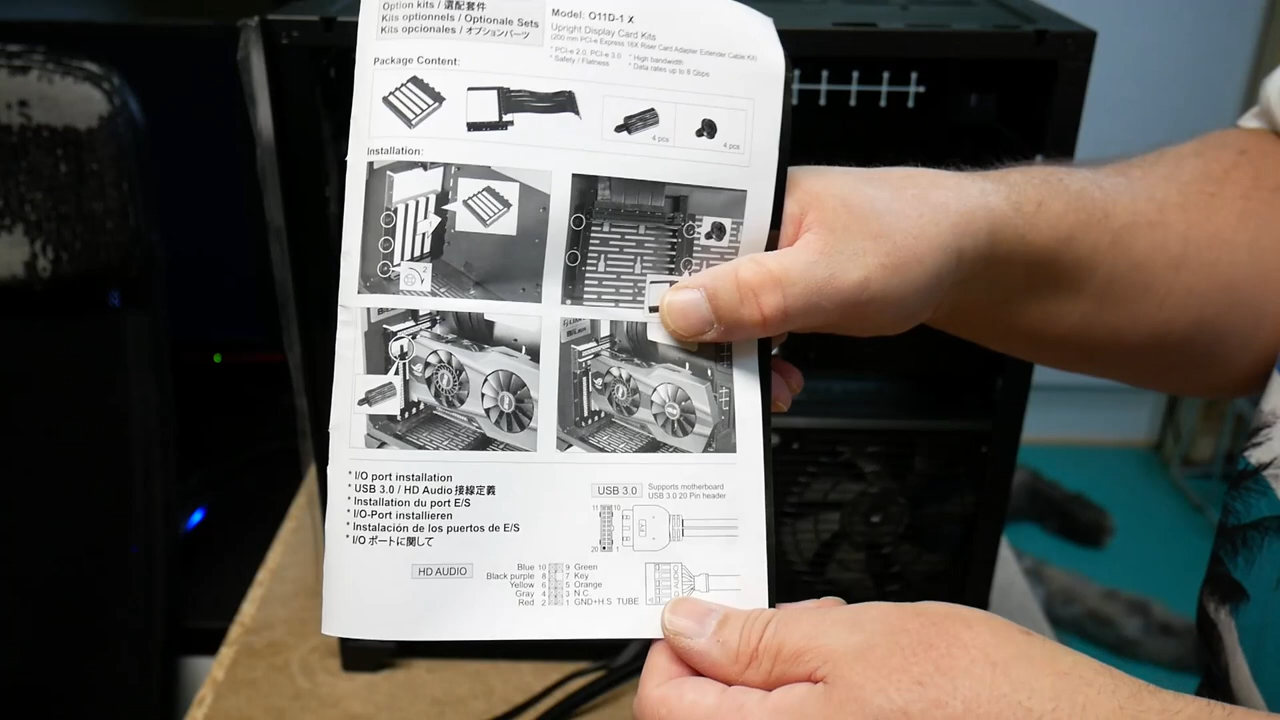 Option kits / 選配套件
Kits optionnels / Optionale Sets
Kits opcionales / オプションパーツ
Model: O11D-1 X
Upright Display Card Kits
(200 mm PCI-e Express 16X Riser Card Adapter Extender Cable Kit)
* PCI-e 2.0, PCI-e 3.0 * High bandwidth
* Safety / Flatness * Data rates up to 8 Gbps
Package Content:
4 pcs
4 pcs
Installation:
2
* I/O port installation
* USB 3.0 / HD Audio 接線定義
* Installation du port E/S
* I/O-Port installieren
* Instalación de los puertos de E/S
* I/O ポートに関して
USB 3.0
Supports motherboard
USB 3.0 20 Pin header
11 10
20 1
HD AUDIO
Blue 10 9 Green
Black purple 8 7 Key
Yellow 6 5 Orange
Gray 4 3 N.C.
Red 2 1 GND+H.S TUBE